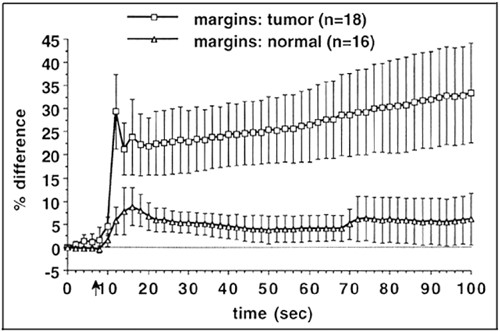 margins: tumor (n=18)
margins: normal (n=16)
45
40
35
30
25
20
15
10
5
0
-5
% difference
0 10 20 30 40 50 60 70 80 90 100
time (sec)